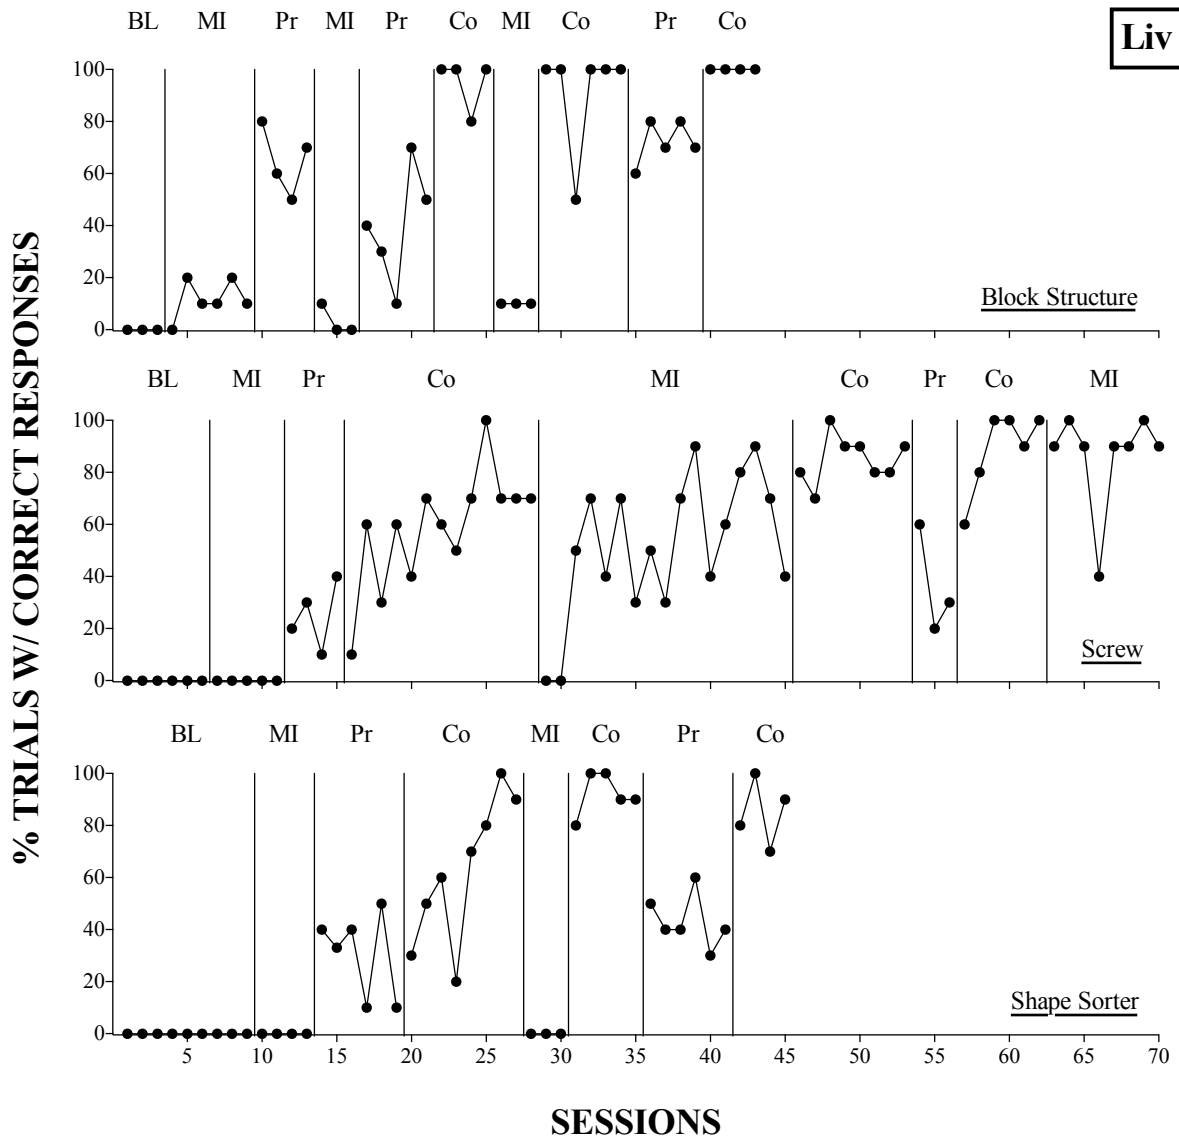 BL MI Pr MI Pr Co MI Co Pr Co
Liv
100
80
60
40
20
0
Block Structure
BL MI Pr Co MI Co Pr Co MI
100
80
60
40
20
0
Screw
BL MI Pr Co MI Co Pr Co
100
80
60
40
20
0
Shape Sorter
5 10 15 20 25 30 35 40 45 50 55 60 65 70
% TRIALS W/ CORRECT RESPONSES
SESSIONS